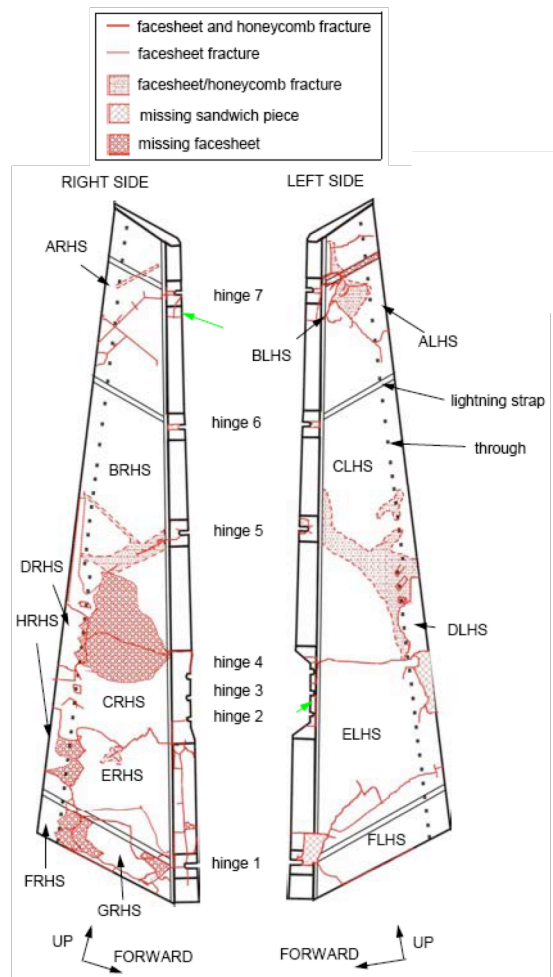 facesheet and honeycomb fracture
facesheet fracture
facesheet/honeycomb fracture
missing sandwich piece
missing facesheet
RIGHT SIDE
LEFT SIDE
ARHS
hinge 7
BLHS
ALHS
lightning strap
hinge 6
through
BRHS
CLHS
hinge 5
DRHS
HRHS
DLHS
hinge 4
hinge 3
CRHS
hinge 2
ELHS
ERHS
FLHS
hinge 1
FRHS
GRHS
UP
FORWARD
FORWARD
UP